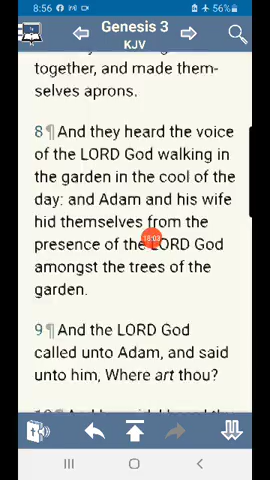 8:56 56%
Genesis 3
KJV
together, and made them-
selves aprons.
8 ¶ And they heard the voice
of the LORD God walking in
the garden in the cool of the
day: and Adam and his wife
hid themselves from the
presence of the LORD God
amongst the trees of the
garden.
9 ¶ And the LORD God
called unto Adam, and said
unto him, Where art thou?